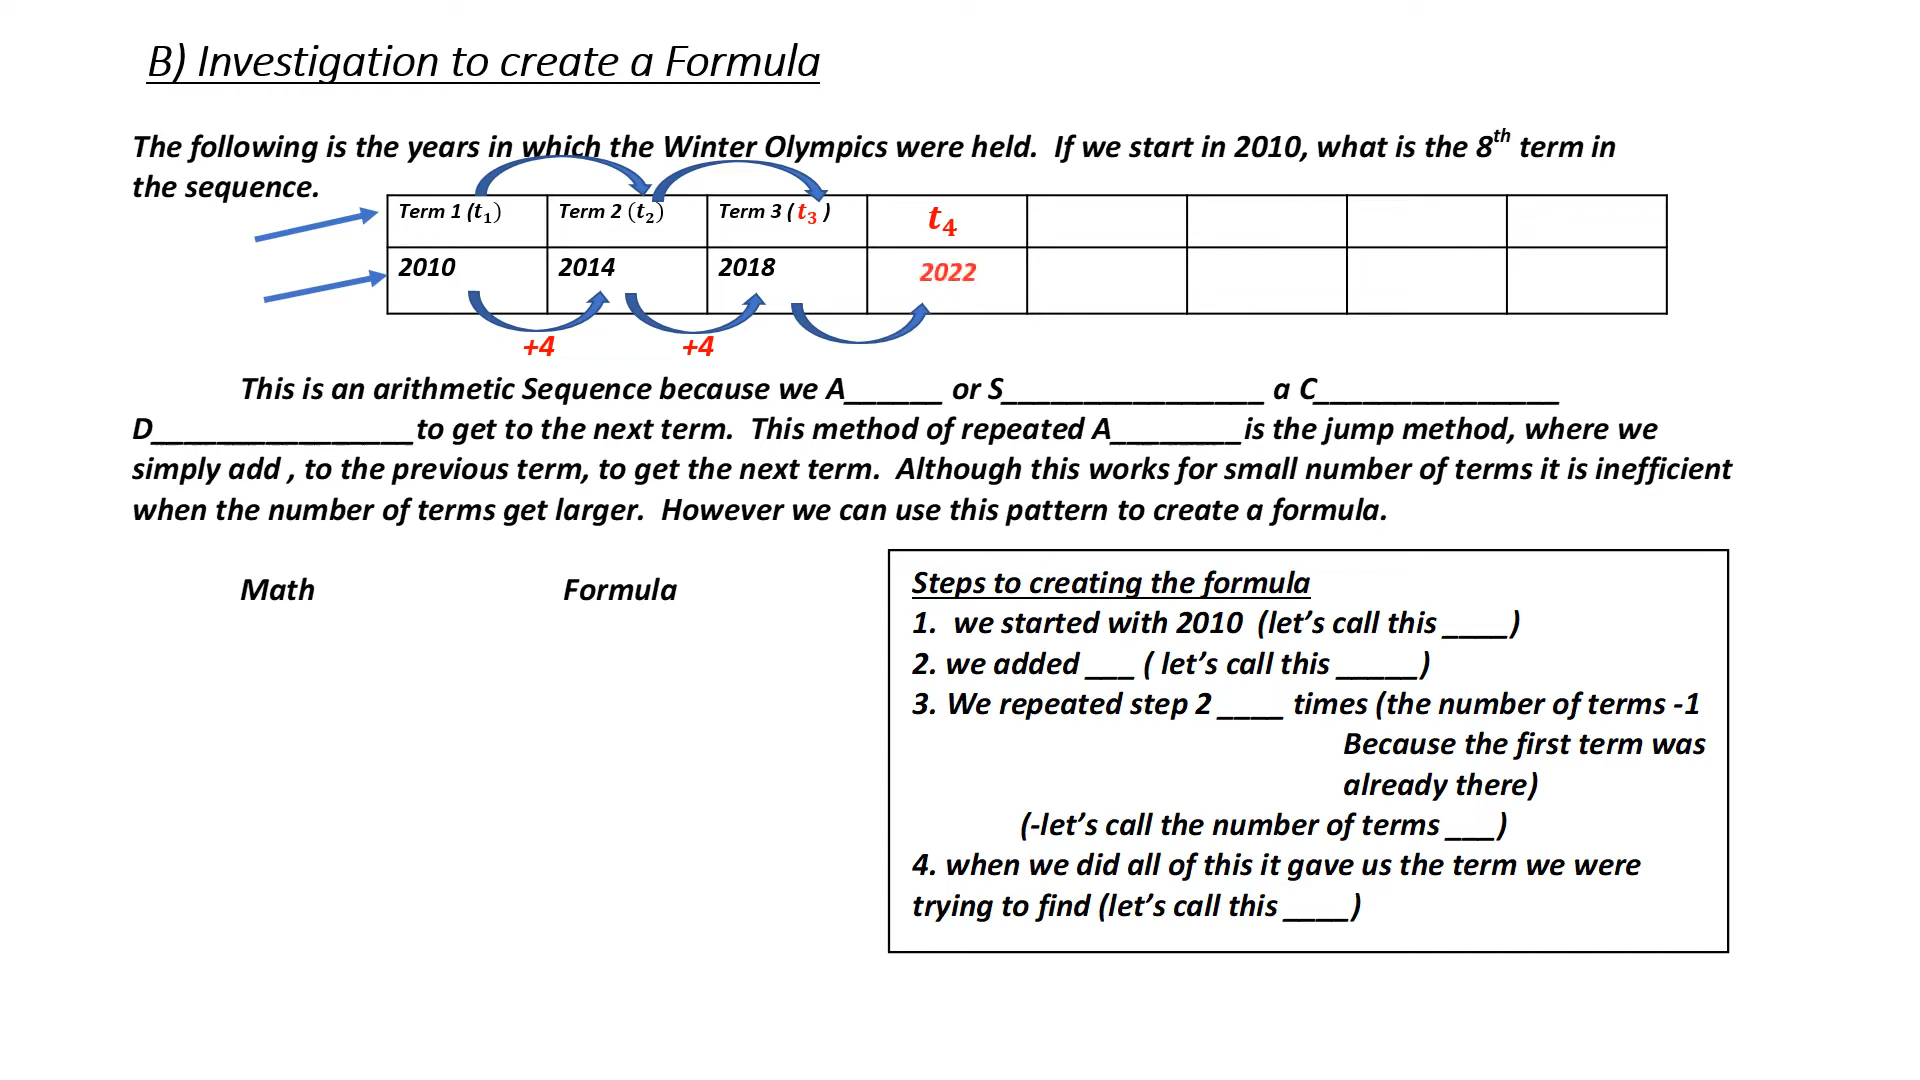 B) Investigation to create a Formula
The following is the years in which the Winter Olympics were held. If we start in 2010, what is the 8th term in
the sequence.
Term 1 (t₁) Term 2 (t₂) Term 3 ( t₃ ) t₄
2010 2014 2018 2022
+4 +4
This is an arithmetic Sequence because we A______ or S________________ a C_______________
D________________to get to the next term. This method of repeated A________is the jump method, where we
simply add , to the previous term, to get the next term. Although this works for small number of terms it is inefficient
when the number of terms get larger. However we can use this pattern to create a formula.
Math Formula
Steps to creating the formula
1. we started with 2010 (let’s call this ____)
2. we added ___ ( let’s call this _____)
3. We repeated step 2 ____ times (the number of terms -1
Because the first term was
already there)
(-let’s call the number of terms ___)
4. when we did all of this it gave us the term we were
trying to find (let’s call this ____)